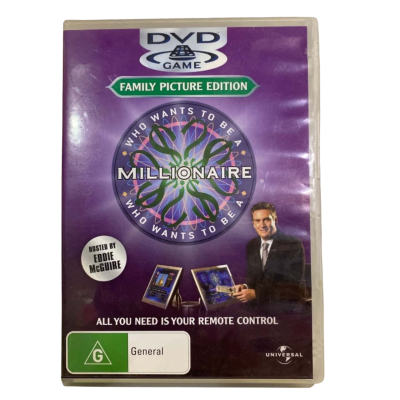 DVD
GAME
FAMILY PICTURE EDITION
WHO WANTS TO BE A
MILLIONAIRE
WHO WANTS TO BE A
HOSTED BY
EDDIE
McGUIRE
ALL YOU NEED IS YOUR REMOTE CONTROL
G
General
UNIVERSAL